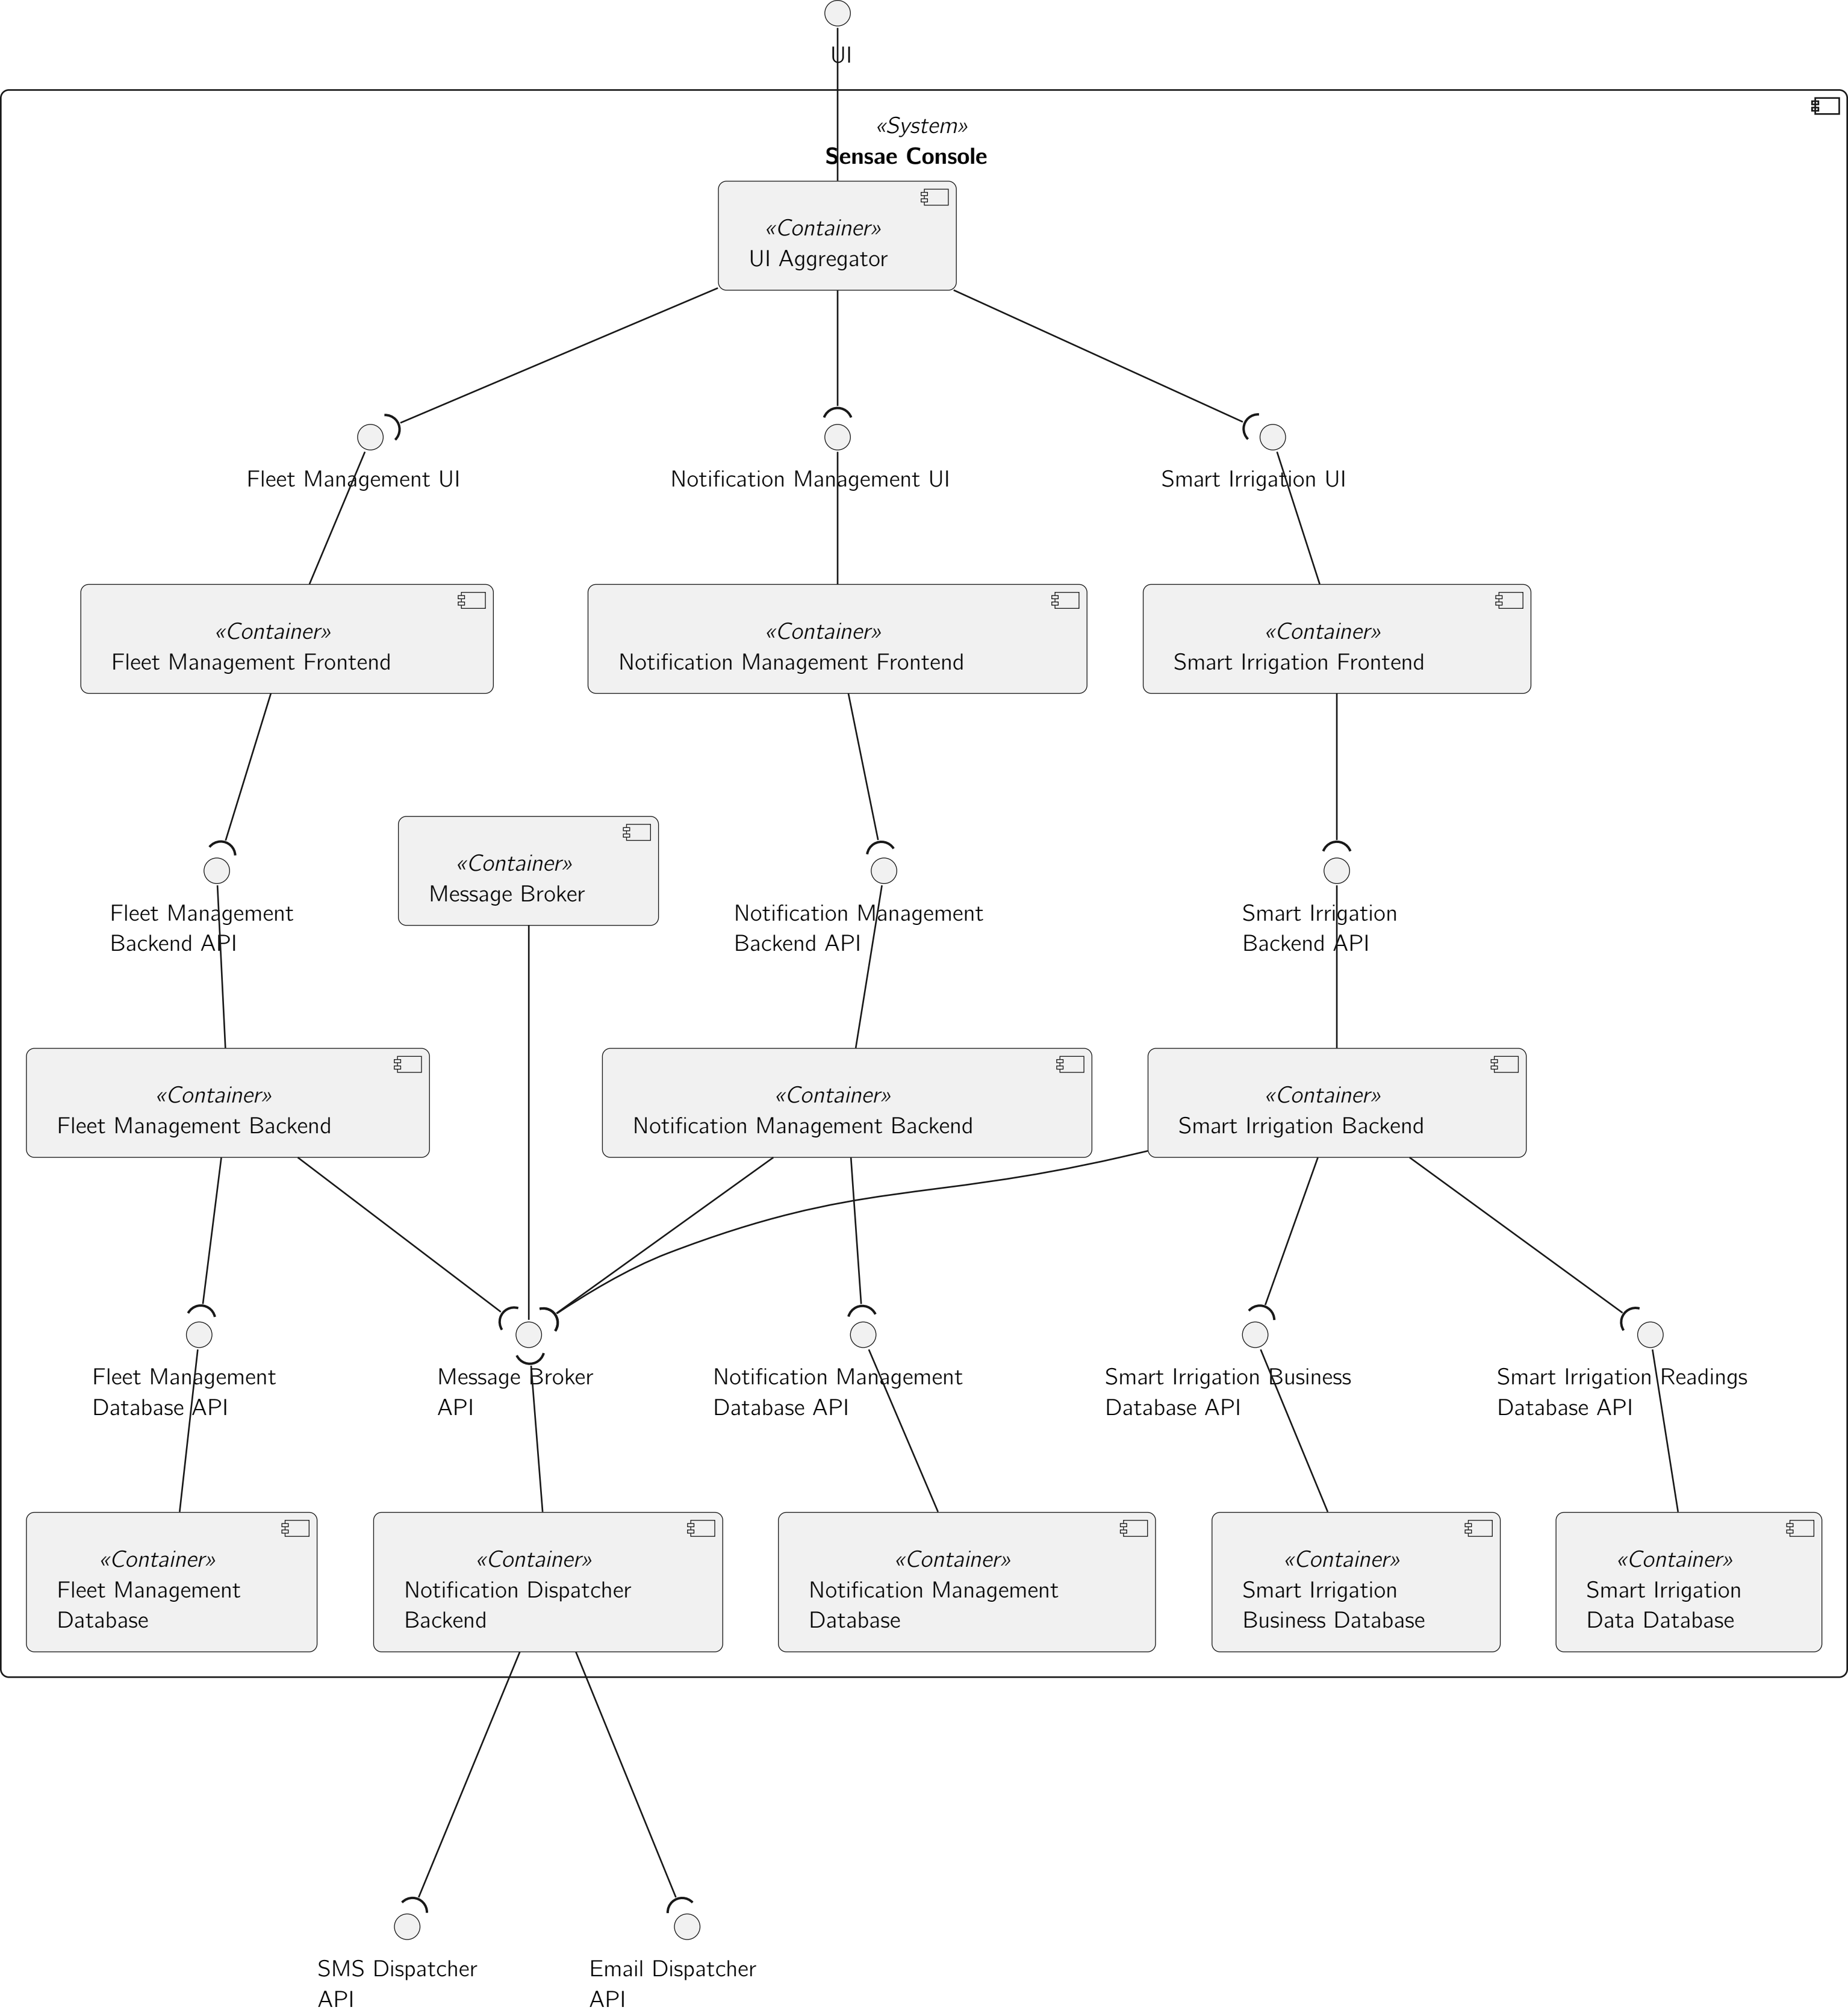 UI
«System»
Sensae Console
«Container»
UI Aggregator
Fleet Management UI
Notification Management UI
Smart Irrigation UI
«Container»
Fleet Management Frontend
«Container»
Notification Management Frontend
«Container»
Smart Irrigation Frontend
«Container»
Message Broker
Fleet Management
Backend API
Notification Management
Backend API
Smart Irrigation
Backend API
«Container»
Fleet Management Backend
«Container»
Notification Management Backend
«Container»
Smart Irrigation Backend
Fleet Management
Database API
Message Broker
API
Notification Management
Database API
Smart Irrigation Business
Database API
Smart Irrigation Readings
Database API
«Container»
Fleet Management
Database
«Container»
Notification Dispatcher
Backend
«Container»
Notification Management
Database
«Container»
Smart Irrigation
Business Database
«Container»
Smart Irrigation
Data Database
SMS Dispatcher
API
Email Dispatcher
API